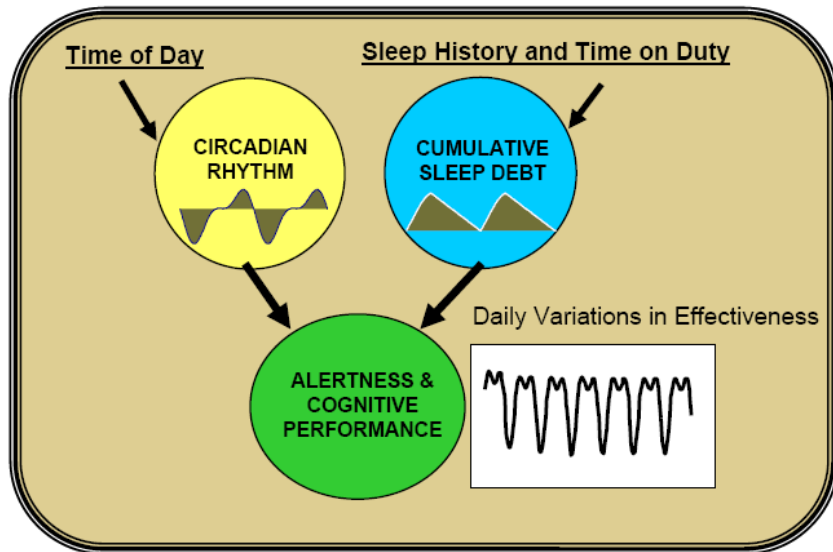 Time of Day
Sleep History and Time on Duty
CIRCADIAN
RHYTHM
CUMULATIVE
SLEEP DEBT
Daily Variations in Effectiveness
ALERTNESS &
COGNITIVE
PERFORMANCE